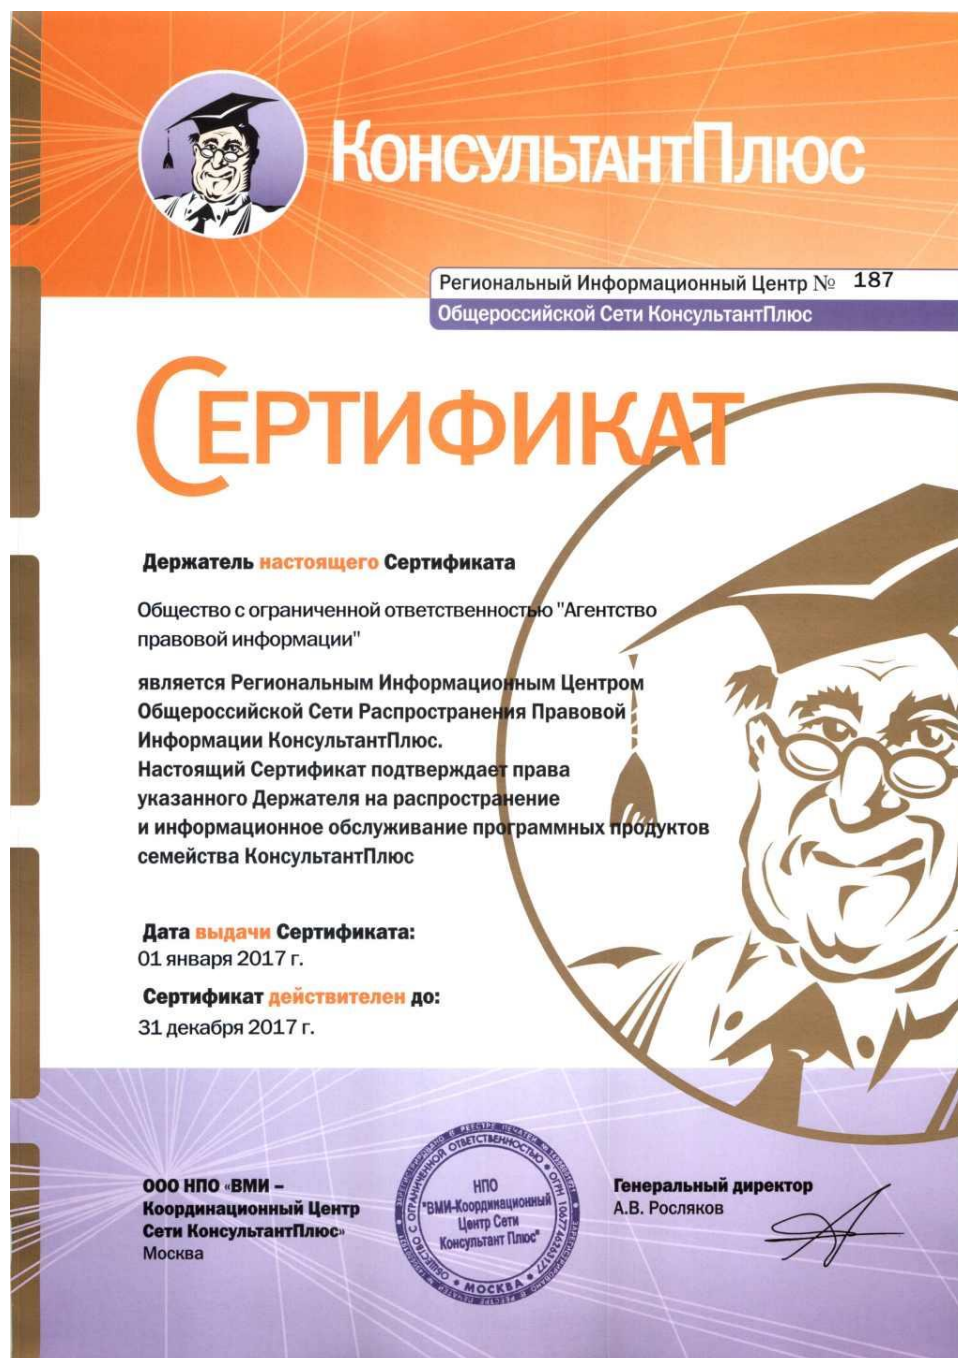 КонсультантПлюс
Региональный Информационный Центр № 187
Общероссийской Сети КонсультантПлюс
Сертификат
Держатель настоящего Сертификата
Общество с ограниченной ответственностью "Агентство
правовой информации"
является Региональным Информационным Центром
Общероссийской Сети Распространения Правовой
Информации КонсультантПлюс.
Настоящий Сертификат подтверждает права
указанного Держателя на распространение
и информационное обслуживание программных продуктов
семейства КонсультантПлюс
Дата выдачи Сертификата:
01 января 2017 г.
Сертификат действителен до:
31 декабря 2017 г.
ООО НПО «ВМИ –
Координационный Центр
Сети КонсультантПлюс»
Москва
ОБЩЕСТВО С ОГРАНИЧЕННОЙ ОТВЕТСТВЕННОСТЬЮ
МОСКВА
НПО
"ВМИ-Координационный
Центр Сети
Консультант Плюс"
Генеральный директор
А.В. Росляков